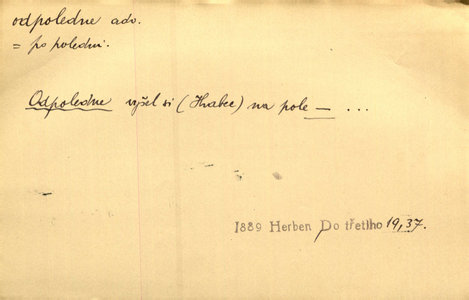 odpoledne adv.
= po poledni.
Odpoledne vyšel si (Hrabec) na pole — ...
1889 Herben Do třetího 19, 37.